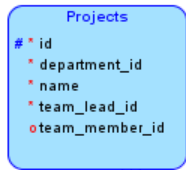 Projects
# * id
* department_id
* name
* team_lead_id
o team_member_id